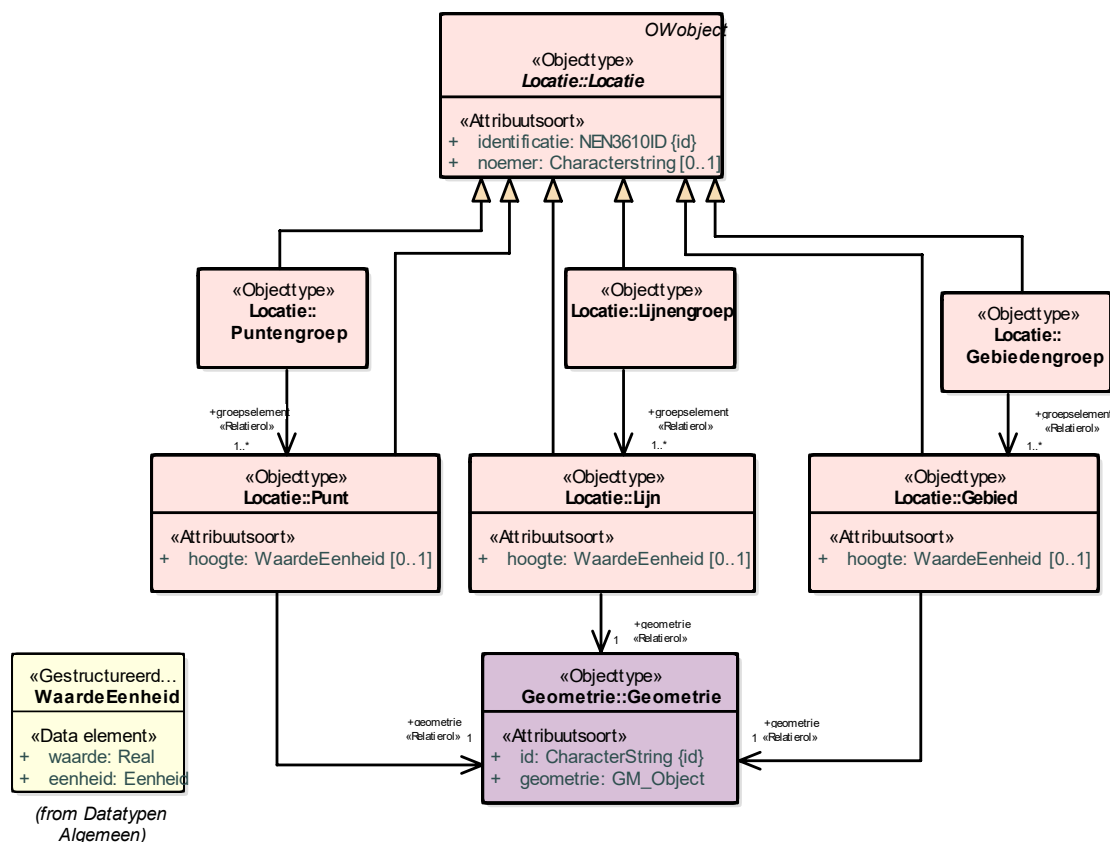 OWobject
«Objecttype»
Locatie::Locatie
«Attribuutsoort»
+ identificatie: NEN3610ID {id}
+ noemer: Characterstring [0..1]
«Objecttype»
Locatie::
Puntengroep
«Objecttype»
Locatie::Lijnengroep
«Objecttype»
Locatie::
Gebiedengroep
+groepselement
«Relatierol»
1..*
+groepselement
«Relatierol»
1..*
+groepselement
«Relatierol»
1..*
«Objecttype»
Locatie::Punt
«Attribuutsoort»
+ hoogte: WaardeEenheid [0..1]
«Objecttype»
Locatie::Lijn
«Attribuutsoort»
+ hoogte: WaardeEenheid [0..1]
«Objecttype»
Locatie::Gebied
«Attribuutsoort»
+ hoogte: WaardeEenheid [0..1]
+geometrie
1 «Relatierol»
«Gestructureerd...
WaardeEenheid
«Data element»
+ waarde: Real
+ eenheid: Eenheid
(from Datatypen
Algemeen)
+geometrie
«Relatierol» 1
«Objecttype»
Geometrie::Geometrie
«Attribuutsoort»
+ id: CharacterString {id}
+ geometrie: GM_Object
+geometrie
1 «Relatierol»